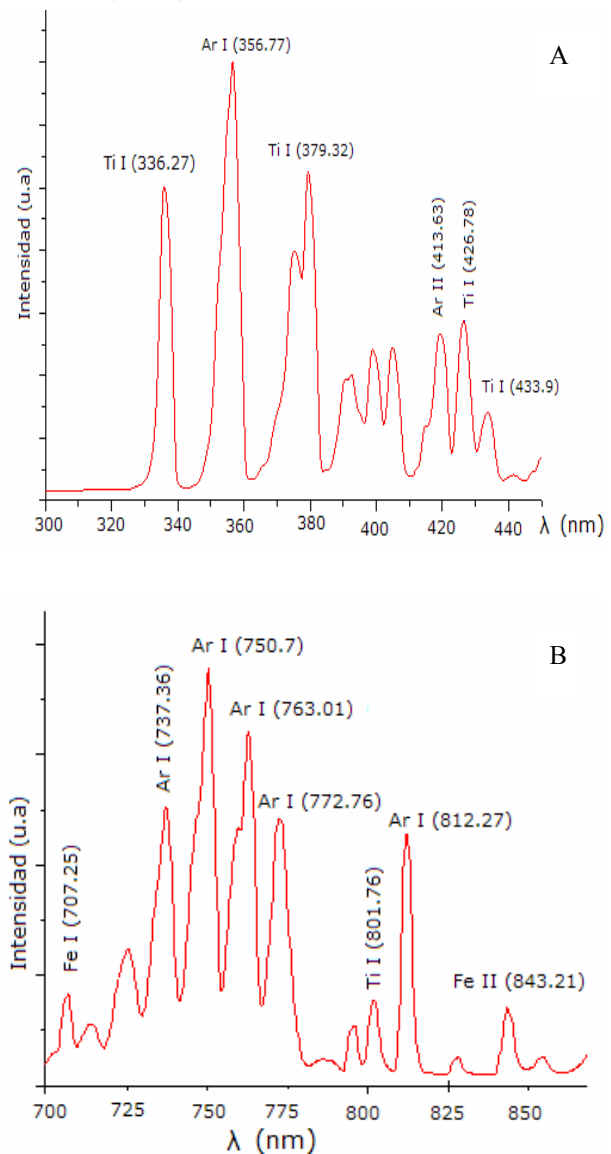 A
Ar I (356.77)
Ti I (336.27)
Ti I (379.32)
Ar II (413.63)
Ti I (426.78)
Ti I (433.9)
Intensidad (u.a)
300 320 340 360 380 400 420 440 λ (nm)
B
Ar I (750.7)
Ar I (737.36)
Ar I (763.01)
Ar I (772.76)
Ar I (812.27)
Fe I (707.25)
Ti I (801.76)
Fe II (843.21)
Intensidad (u.a)
700 725 750 775 800 825 850
λ (nm)